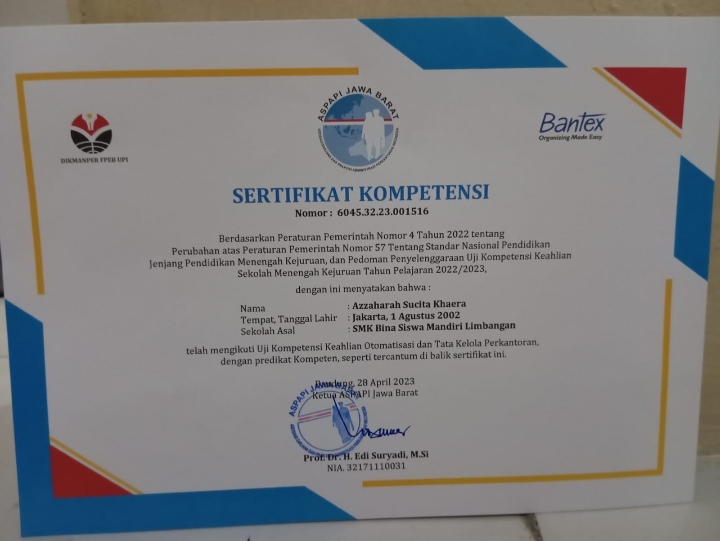 ASPAPI JAWA BARAT
DIKMANPER FPEB UPI
Bantex
Organizing Made Easy
SERTIFIKAT KOMPETENSI
Nomor : 6045.32.23.001516
Berdasarkan Peraturan Pemerintah Nomor 4 Tahun 2022 tentang
Perubahan atas Peraturan Pemerintah Nomor 57 Tentang Standar Nasional Pendidikan
Jenjang Pendidikan Menengah Kejuruan, dan Pedoman Penyelenggaraan Uji Kompetensi Keahlian
Sekolah Menengah Kejuruan Tahun Pelajaran 2022/2023,
dengan ini menyatakan bahwa :
Nama : Azzaharah Sucita Khaera
Tempat, Tanggal Lahir : Jakarta, 1 Agustus 2002
Sekolah Asal : SMK Bina Siswa Mandiri Limbangan
telah mengikuti Uji Kompetensi Keahlian Otomatisasi dan Tata Kelola Perkantoran,
dengan predikat Kompeten, seperti tercantum di balik sertifikat ini.
Bandung, 28 April 2023
Ketua ASPAPI Jawa Barat
ASPAPI JAWA BARAT
Prof. Dr. H. Edi Suryadi, M.Si
NIA. 32171110031